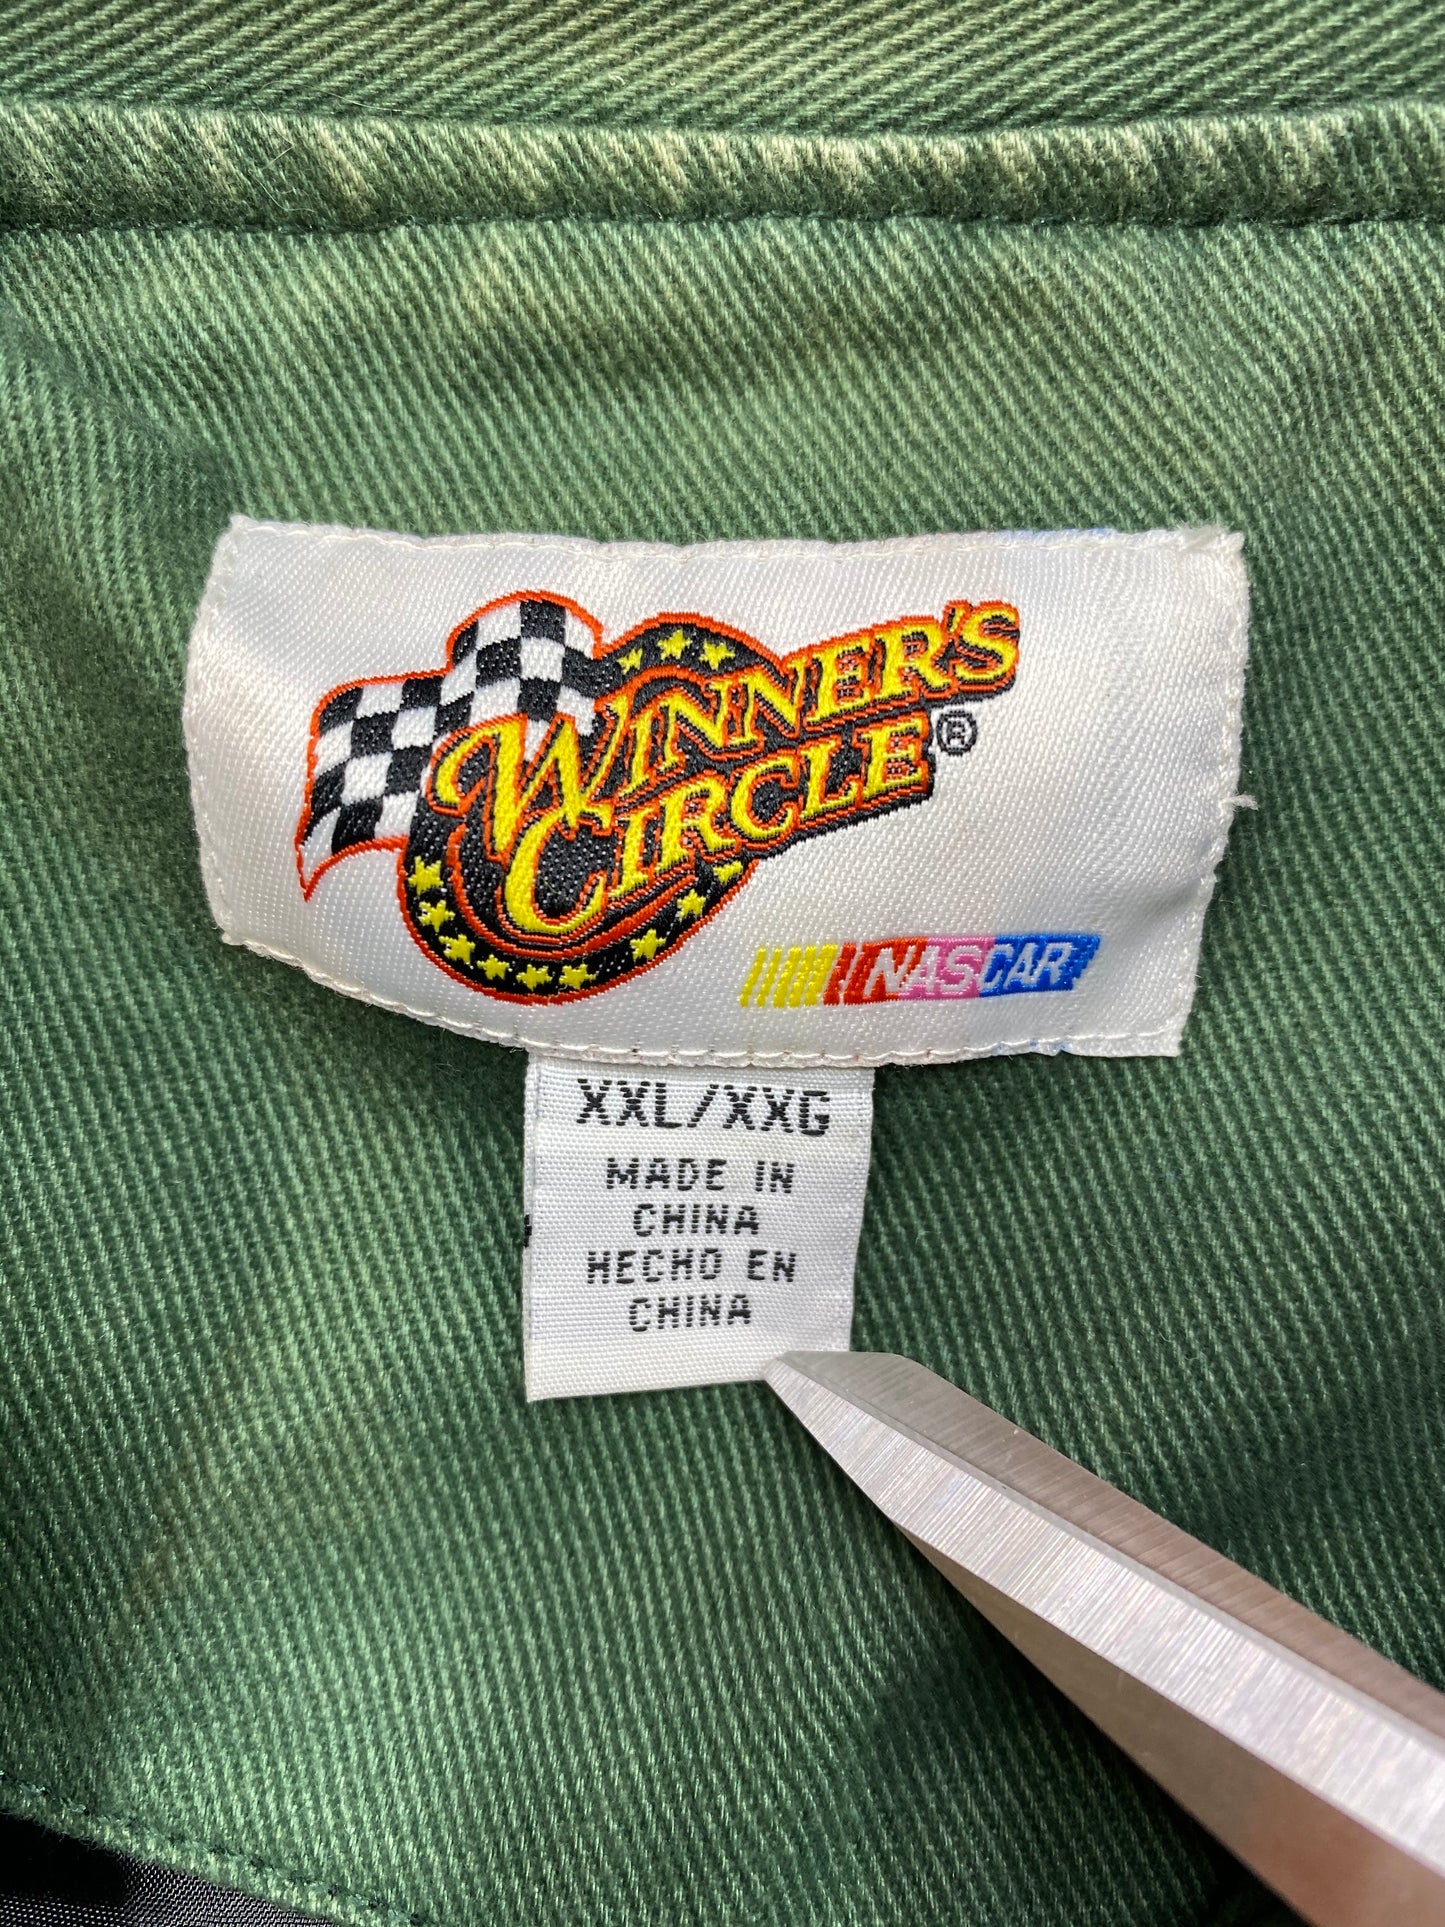 WINNER'S
CIRCLE®
NASCAR
XXL/XXG
MADE IN
CHINA
HECHO EN
CHINA